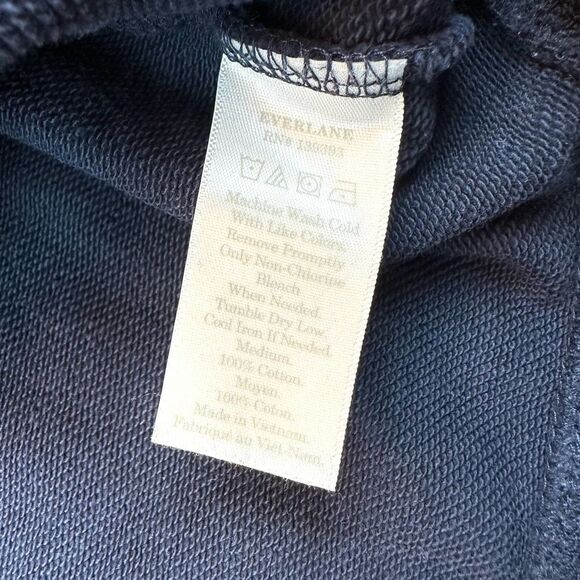 EVERLANE
RN# 139393
Machine Wash Cold
With Like Colors.
Remove Promptly
Only Non-Chlorine
Bleach
When Needed.
Tumble Dry Low.
Cool Iron If Needed.
Medium.
100% Cotton.
Moyen.
100% Coton.
Made in Vietnam.
Fabriqué au Viet-Nam.